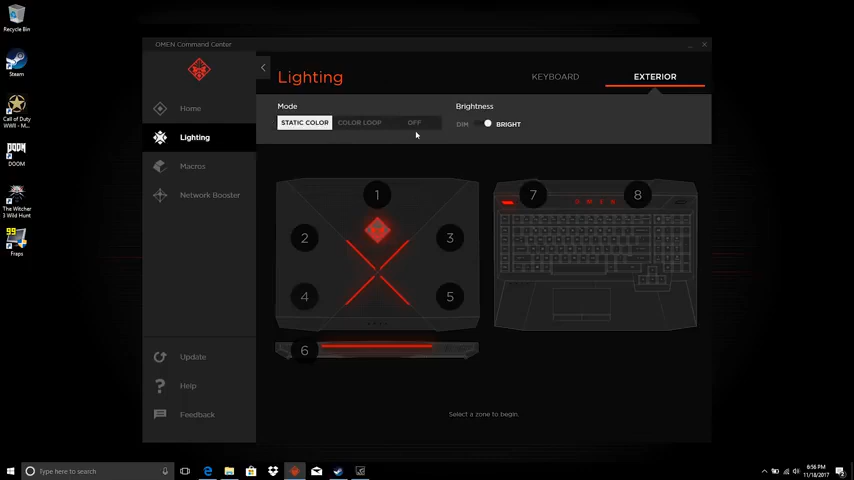 Recycle Bin
Steam
Call of Duty
WWII - M...
DOOM
The Witcher
3 Wild Hunt
99
Fraps
OMEN Command Center
Home
Lighting
Macros
Network Booster
Update
Help
Feedback
Lighting
KEYBOARD
EXTERIOR
Mode
STATIC COLOR
COLOR LOOP
OFF
Brightness
DIM
BRIGHT
1
2
3
4
5
6
7
8
OMEN
Select a zone to begin.
Type here to search
6:56 PM
11/18/2017